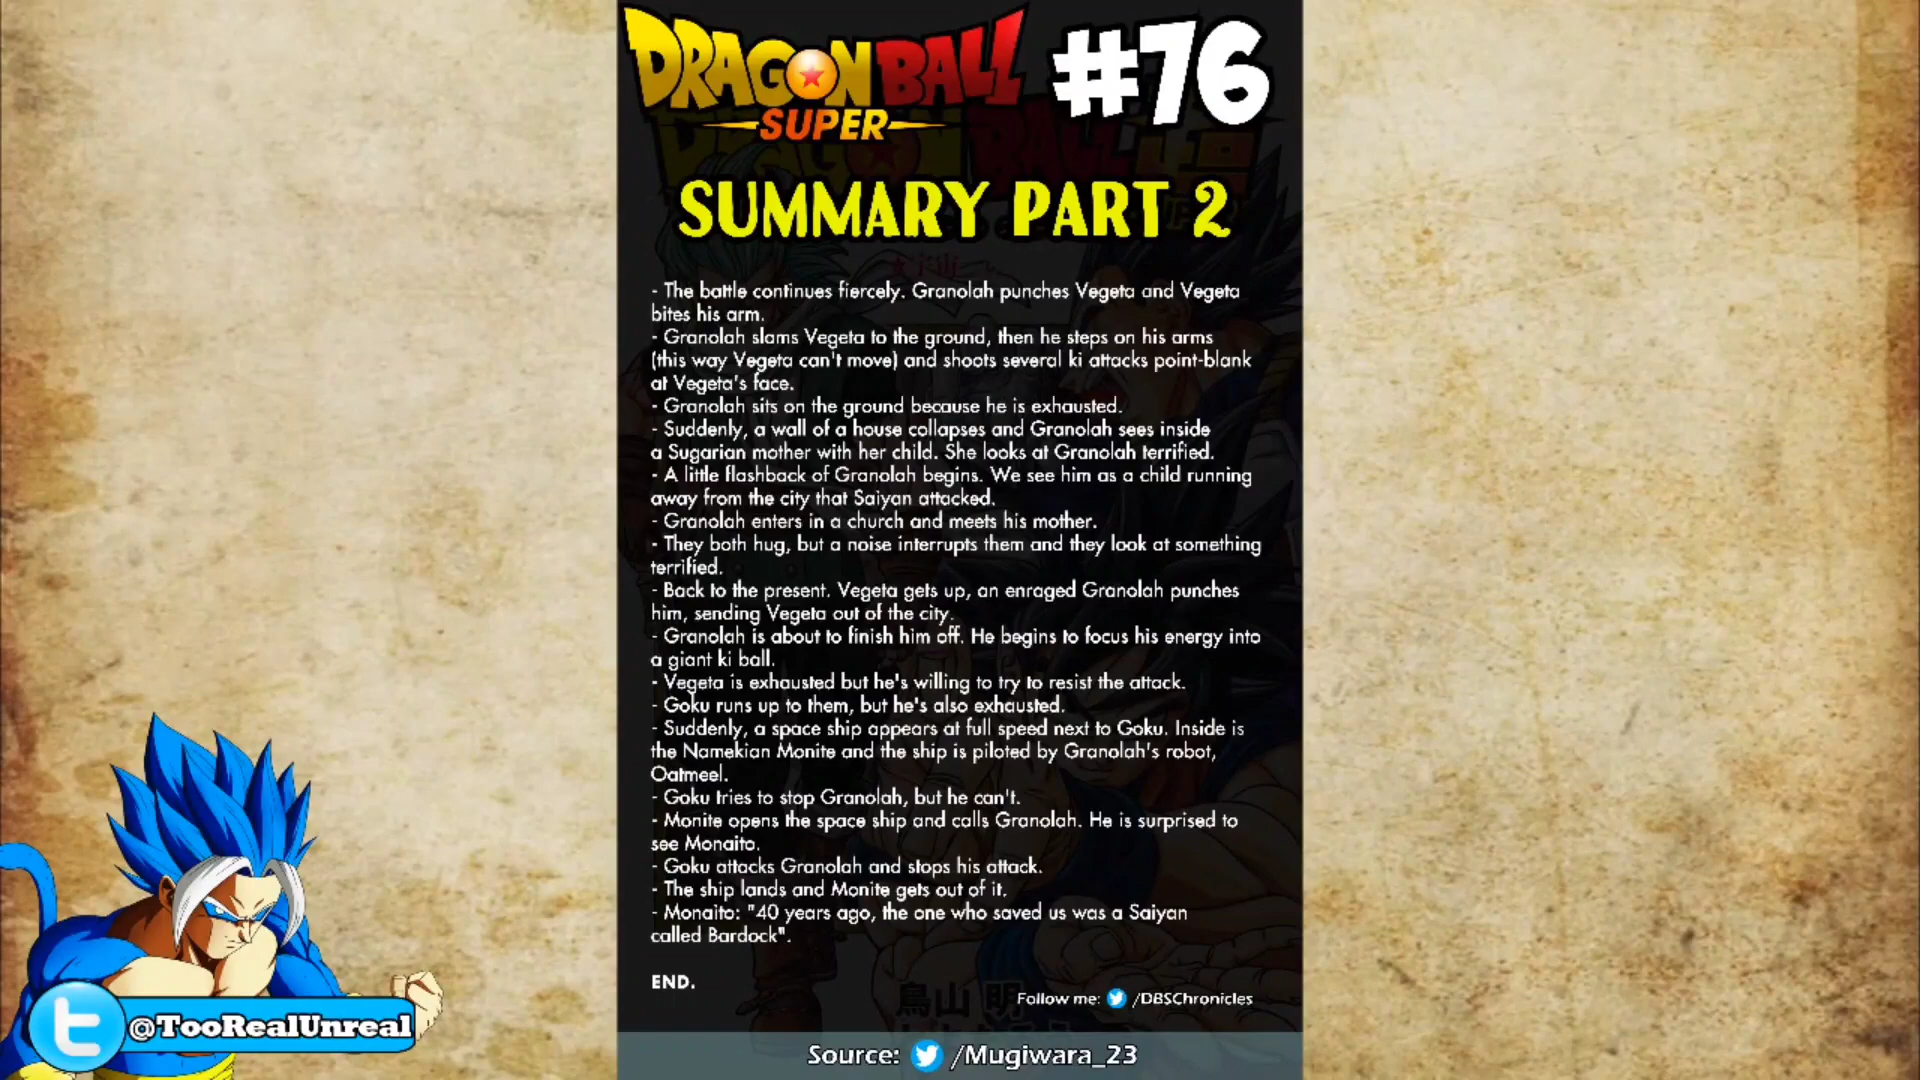 DRAGON BALL #76
SUPER
SUMMARY PART 2
- The battle continues fiercely. Granolah punches Vegeta and Vegeta
bites his arm.
- Granolah slams Vegeta to the ground, then he steps on his arms
(this way Vegeta can't move) and shoots several ki attacks point-blank
at Vegeta's face.
- Granolah sits on the ground because he is exhausted.
- Suddenly, a wall of a house collapses and Granolah sees inside
a Sugarian mother with her child. She looks at Granolah terrified.
- A little flashback of Granolah begins. We see him as a child running
away from the city that Saiyan attacked.
- Granolah enters in a church and meets his mother.
- They both hug, but a noise interrupts them and they look at something
terrified.
- Back to the present. Vegeta gets up, an enraged Granolah punches
him, sending Vegeta out of the city.
- Granolah is about to finish him off. He begins to focus his energy into
a giant ki ball.
- Vegeta is exhausted but he's willing to try to resist the attack.
- Goku runs up to them, but he's also exhausted.
- Suddenly, a space ship appears at full speed next to Goku. Inside is
the Namekian Monite and the ship is piloted by Granolah's robot,
Oatmeel.
- Goku tries to stop Granolah, but he can't.
- Monite opens the space ship and calls Granolah. He is surprised to
see Monaito.
- Goku attacks Granolah and stops his attack.
- The ship lands and Monite gets out of it.
- Monaito: "40 years ago, the one who saved us was a Saiyan
called Bardock".
END.
鳥山 明
Follow me: /DBSChronicles
@TooRealUnreal
Source: /Mugiwara_23